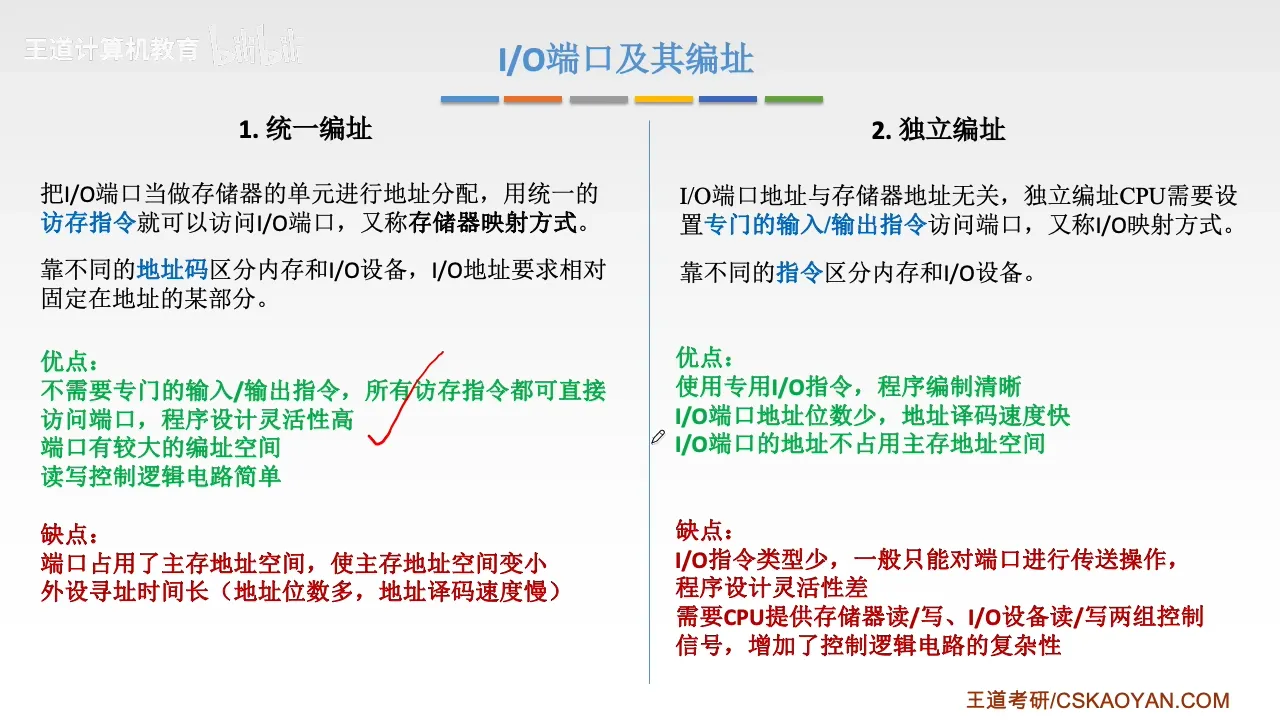 王道计算机教育 bilibili
I/O端口及其编址
1. 统一编址
把I/O端口当做存储器的单元进行地址分配，用统一的
访存指令就可以访问I/O端口，又称存储器映射方式。
靠不同的地址码区分内存和I/O设备，I/O地址要求相对
固定在地址的某部分。
优点：
不需要专门的输入/输出指令，所有访存指令都可直接
访问端口，程序设计灵活性高
端口有较大的编址空间
读写控制逻辑电路简单
缺点：
端口占用了主存地址空间，使主存地址空间变小
外设寻址时间长（地址位数多，地址译码速度慢）
2. 独立编址
I/O端口地址与存储器地址无关，独立编址CPU需要设
置专门的输入/输出指令访问端口，又称I/O映射方式。
靠不同的指令区分内存和I/O设备。
优点：
使用专用I/O指令，程序编制清晰
I/O端口地址位数少，地址译码速度快
I/O端口的地址不占用主存地址空间
缺点：
I/O指令类型少，一般只能对端口进行传送操作，
程序设计灵活性差
需要CPU提供存储器读/写、I/O设备读/写两组控制
信号，增加了控制逻辑电路的复杂性
王道考研/CSKAOYAN.COM